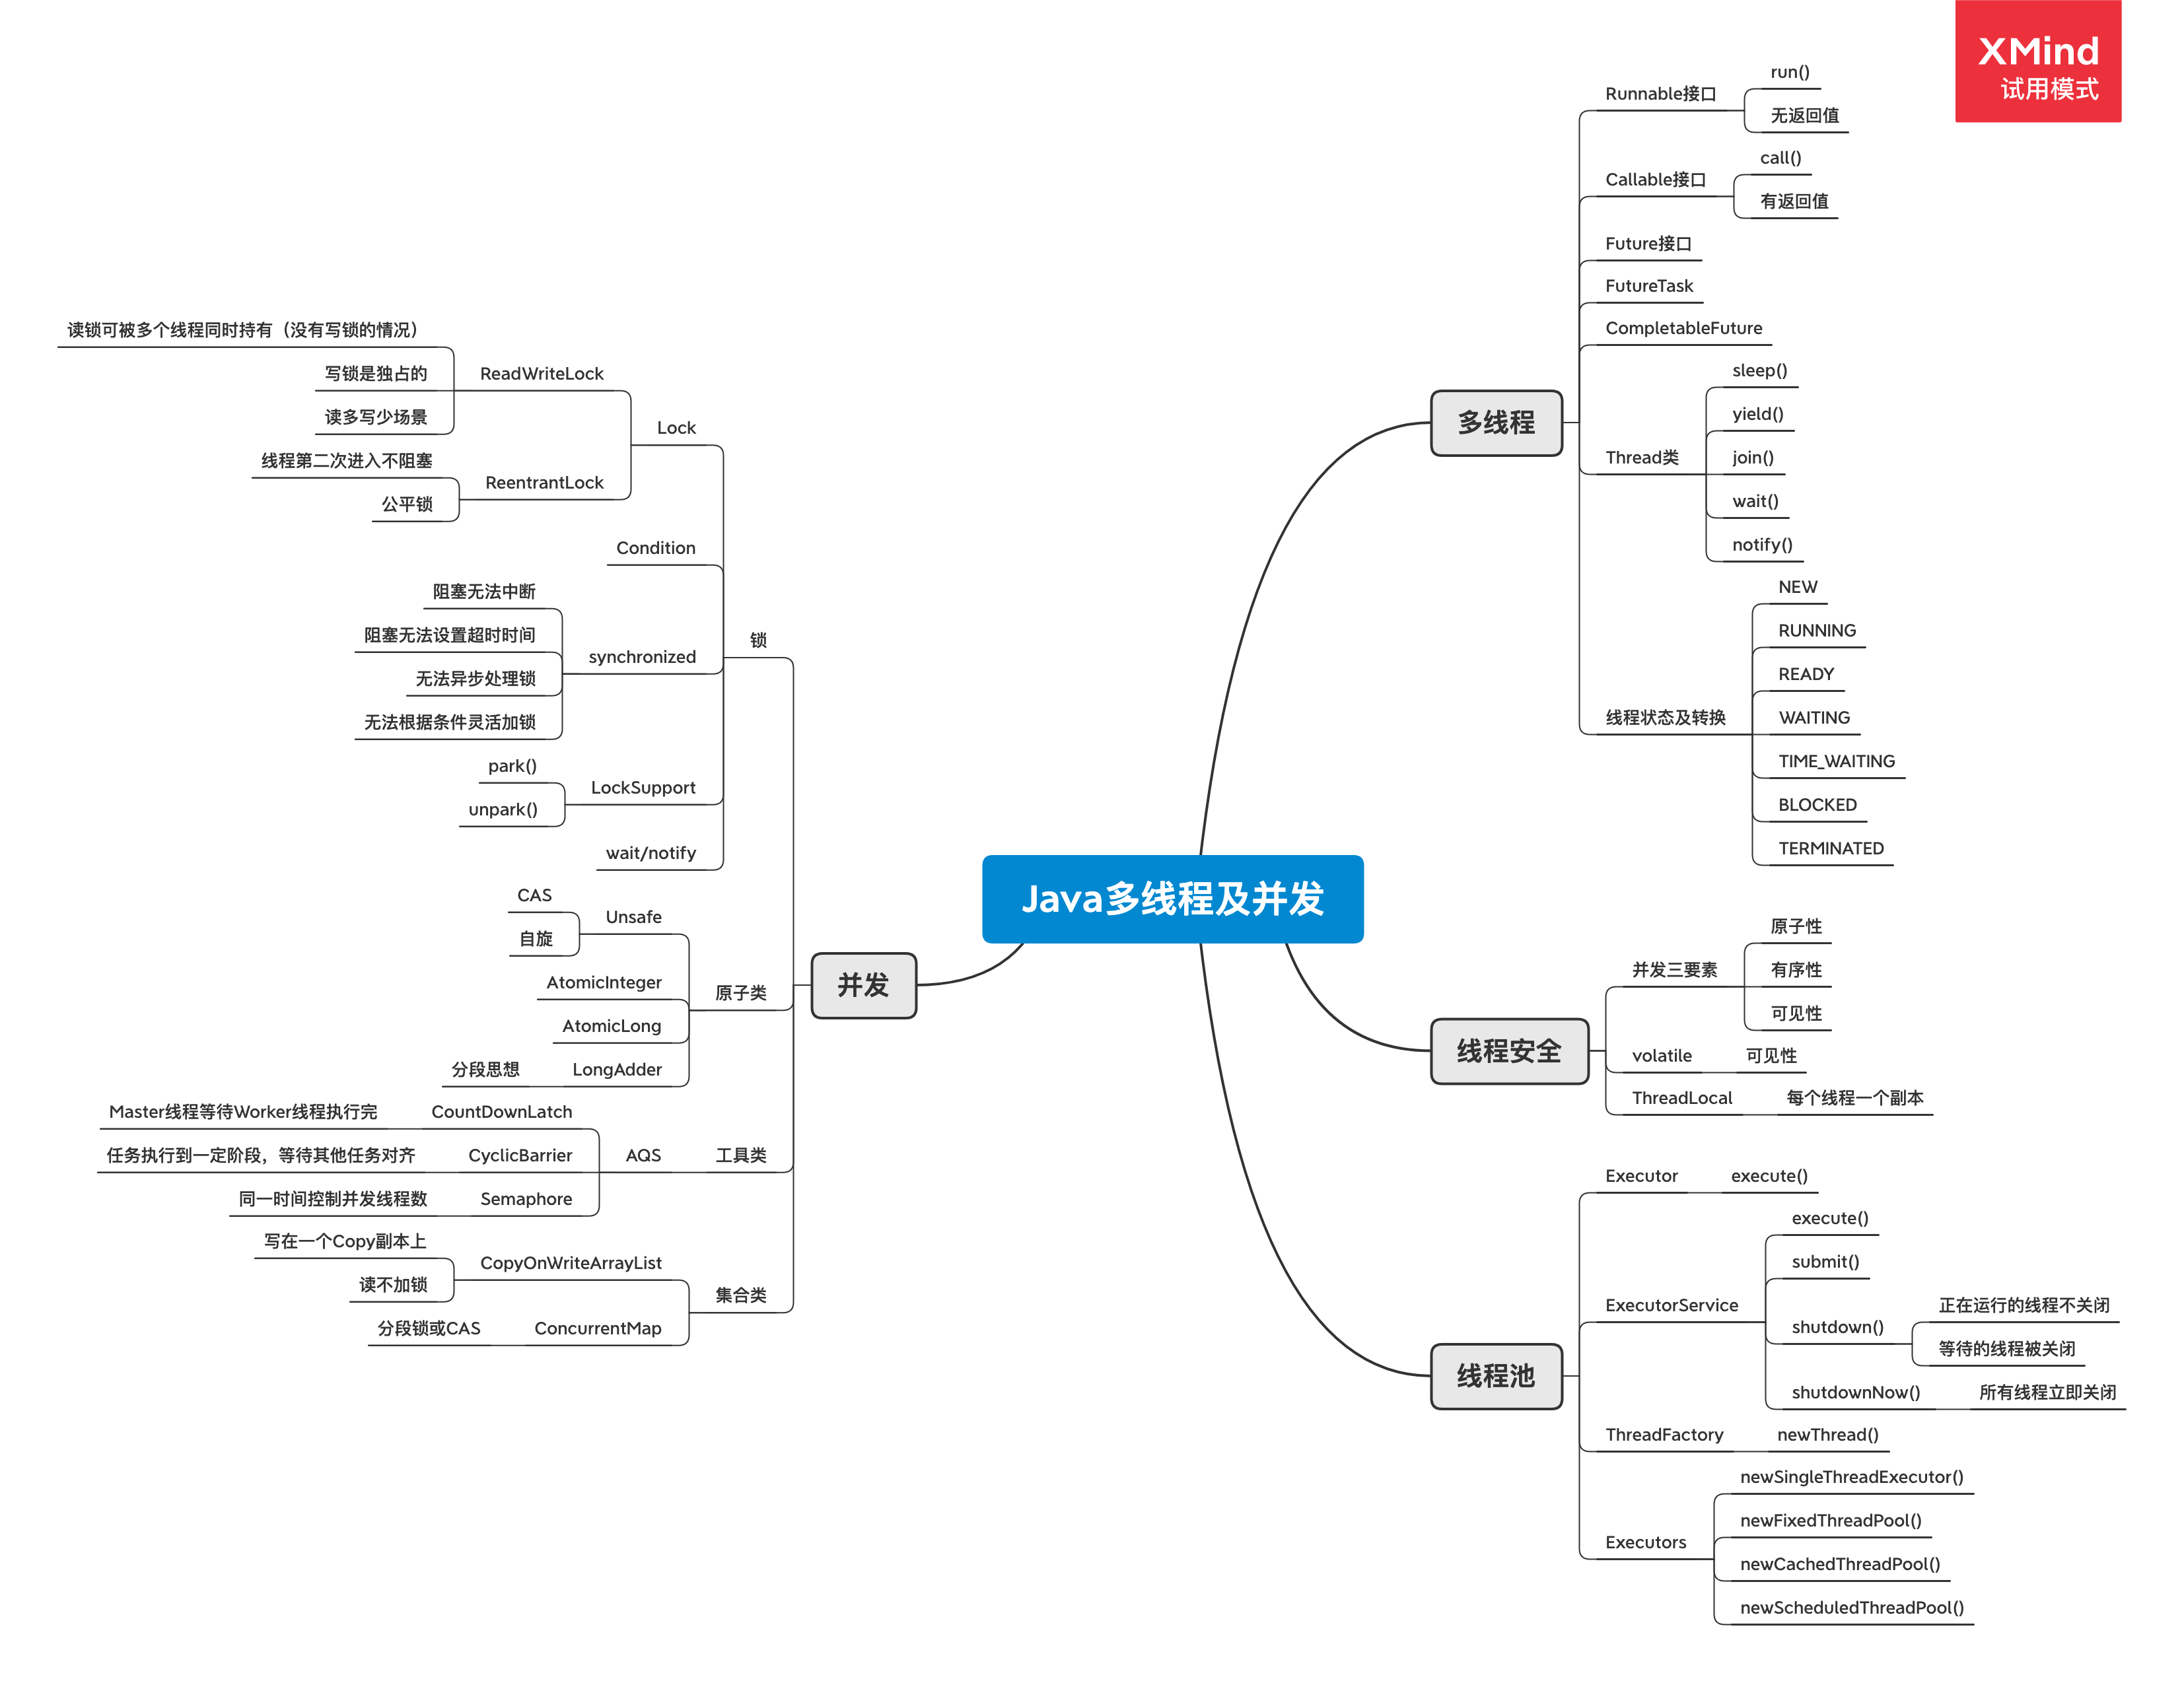 XMind
试用模式
Java多线程及并发
多线程
Runnable接口
run()
无返回值
Callable接口
call()
有返回值
Future接口
FutureTask
CompletableFuture
Thread类
sleep()
yield()
join()
wait()
notify()
线程状态及转换
NEW
RUNNING
READY
WAITING
TIME_WAITING
BLOCKED
TERMINATED
线程安全
并发三要素
原子性
有序性
可见性
volatile
可见性
ThreadLocal
每个线程一个副本
线程池
Executor
execute()
ExecutorService
execute()
submit()
shutdown()
正在运行的线程不关闭
等待的线程被关闭
shutdownNow()
所有线程立即关闭
ThreadFactory
newThread()
Executors
newSingleThreadExecutor()
newFixedThreadPool()
newCachedThreadPool()
newScheduledThreadPool()
并发
锁
Lock
ReadWriteLock
读锁可被多个线程同时持有（没有写锁的情况）
写锁是独占的
读多写少场景
ReentrantLock
线程第二次进入不阻塞
公平锁
Condition
synchronized
阻塞无法中断
阻塞无法设置超时时间
无法异步处理锁
无法根据条件灵活加锁
LockSupport
park()
unpark()
wait/notify
原子类
Unsafe
CAS
自旋
AtomicInteger
AtomicLong
LongAdder
分段思想
工具类
AQS
CountDownLatch
Master线程等待Worker线程执行完
CyclicBarrier
任务执行到一定阶段，等待其他任务对齐
Semaphore
同一时间控制并发线程数
集合类
CopyOnWriteArrayList
写在一个Copy副本上
读不加锁
ConcurrentMap
分段锁或CAS